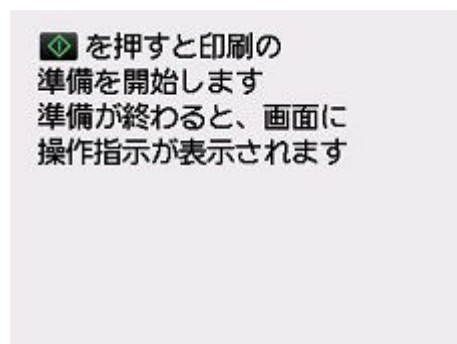 を押すと印刷の
準備を開始します
準備が終わると、画面に
操作指示が表示されます